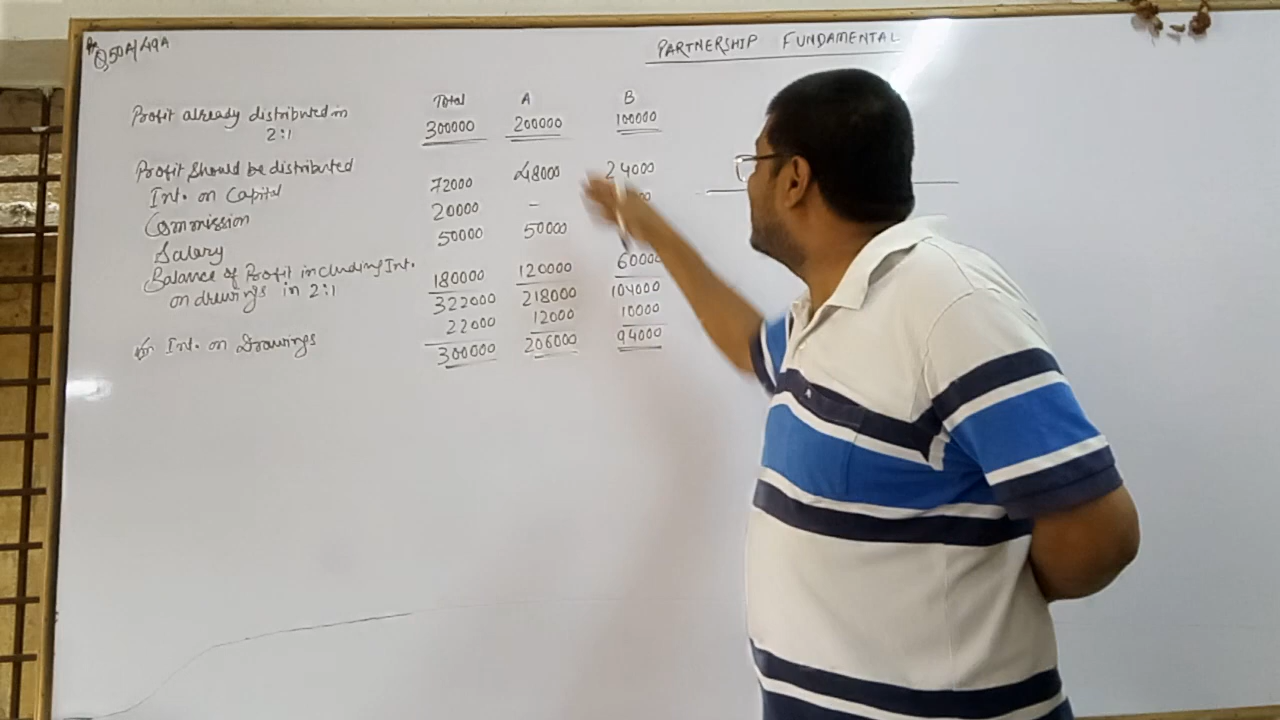 Q50A/49A
PARTNERSHIP FUNDAMENTAL
Total A B
Profit already distributed in
2:1 300000 200000 100000
Profit should be distributed
Int. on Capital 72000 48000 24000
Commission 20000 –
Salary 50000 50000
Balance of Profit including Int.
on drawings in 2:1 180000 120000 60000
322000 218000 104000
Int. on Drawings 22000 12000 10000
300000 206000 94000